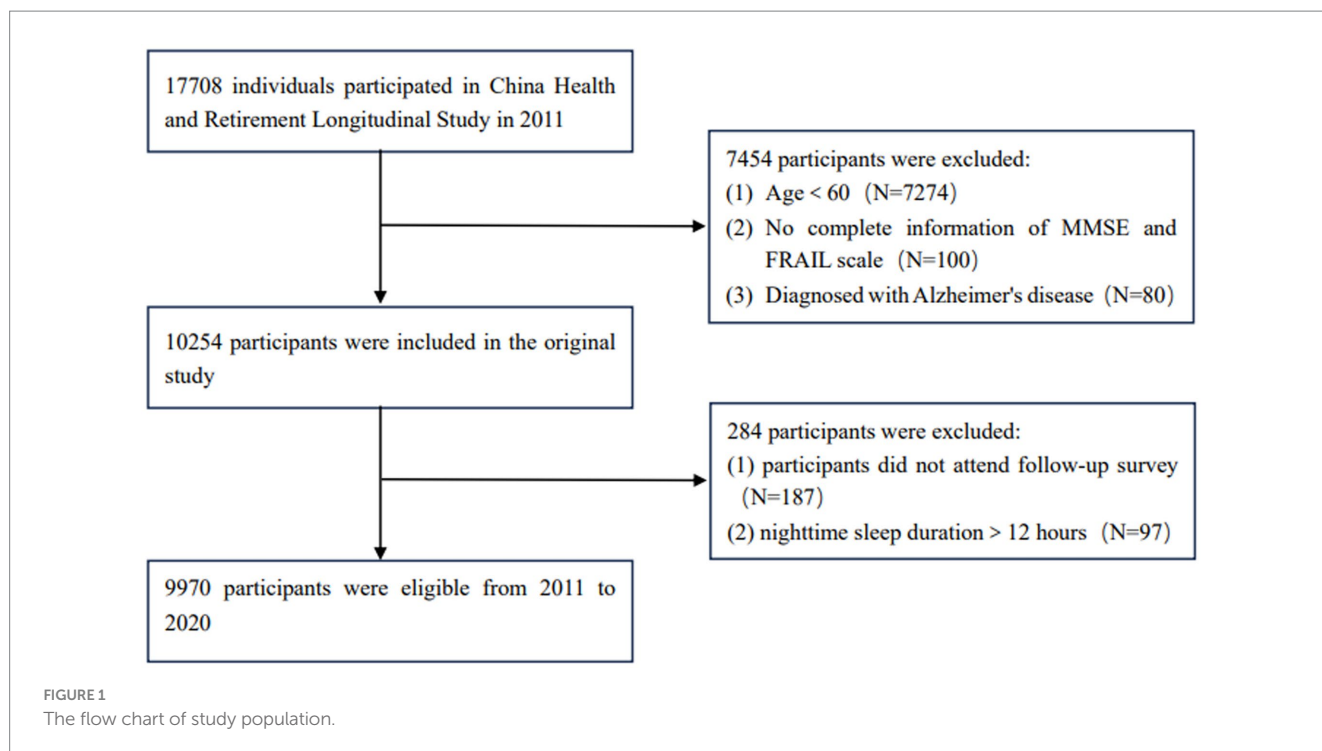 17708 individuals participated in China Health
and Retirement Longitudinal Study in 2011
7454 participants were excluded:
(1) Age < 60 (N=7274)
(2) No complete information of MMSE and
FRAIL scale (N=100)
(3) Diagnosed with Alzheimer's disease (N=80)
10254 participants were included in the original
study
284 participants were excluded:
(1) participants did not attend follow-up survey
(N=187)
(2) nighttime sleep duration > 12 hours (N=97)
9970 participants were eligible from 2011 to
2020
FIGURE 1
The flow chart of study population.